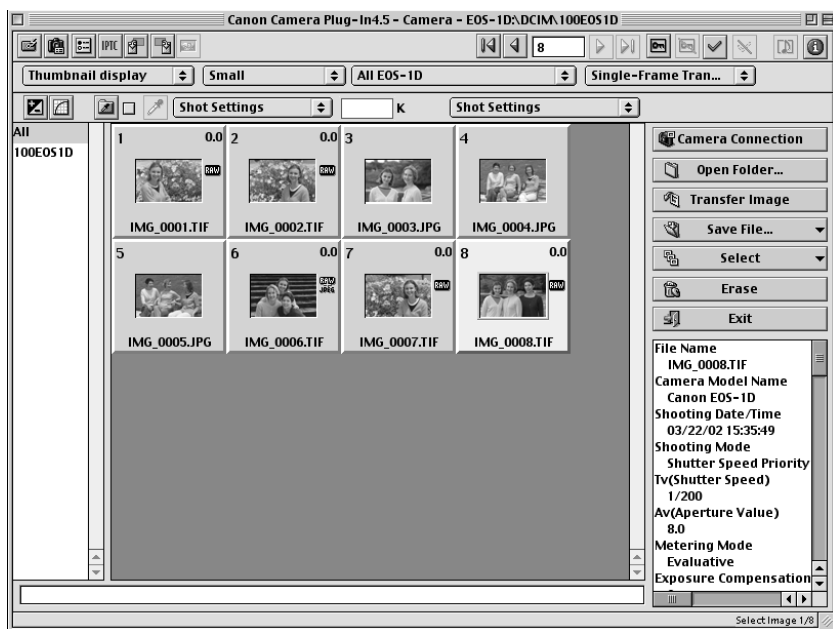 Canon Camera Plug-In4.5 - Camera - EOS-1D:\DCIM\100EOS1D
IPTC
8
Thumbnail display
Small
All EOS-1D
Single-Frame Tran...
Shot Settings
K
Shot Settings
All
100EOS1D
1 0.0
RAW
IMG_0001.TIF
2 0.0
RAW
IMG_0002.TIF
3
IMG_0003.JPG
4
IMG_0004.JPG
5
IMG_0005.JPG
6 0.0
RAW
JPEG
IMG_0006.TIF
7 0.0
RAW
IMG_0007.TIF
8 0.0
RAW
IMG_0008.TIF
Camera Connection
Open Folder...
Transfer Image
Save File...
Select
Erase
Exit
File Name
IMG_0008.TIF
Camera Model Name
Canon EOS-1D
Shooting Date/Time
03/22/02 15:35:49
Shooting Mode
Shutter Speed Priority
Tv(Shutter Speed)
1/200
Av(Aperture Value)
8.0
Metering Mode
Evaluative
Exposure Compensation
Select Image 1/8